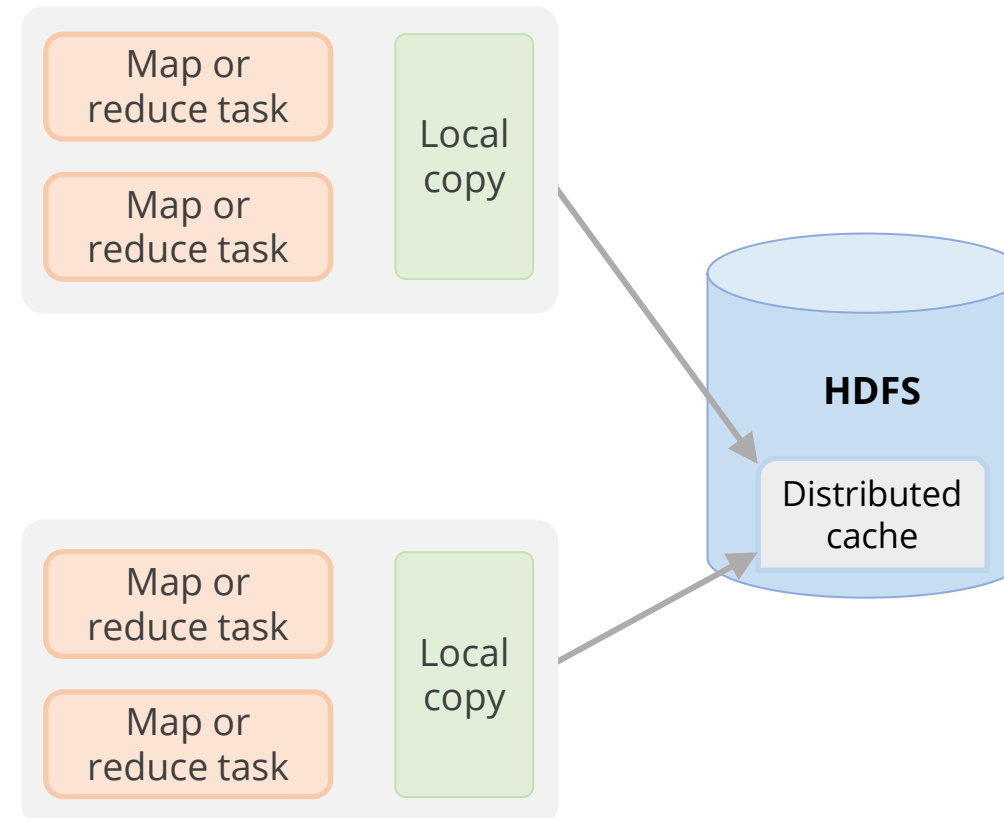 Map or
reduce task
Map or
reduce task
Local
copy
HDFS
Distributed
cache
Map or
reduce task
Map or
reduce task
Local
copy